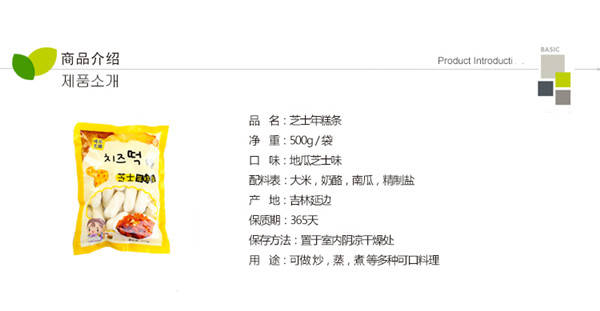 商品介绍
제품소개
Product Introducti
BASIC
品 名：芝士年糕条
净 重：500g / 袋
口 味：地瓜芝士味
配料表：大米，奶酪，南瓜，精制盐
产 地：吉林延边
保质期：365天
保存方法：置于室内阴凉干燥处
用 途：可做 炒，蒸，煮 等多种可口料理
치즈떡
芝士